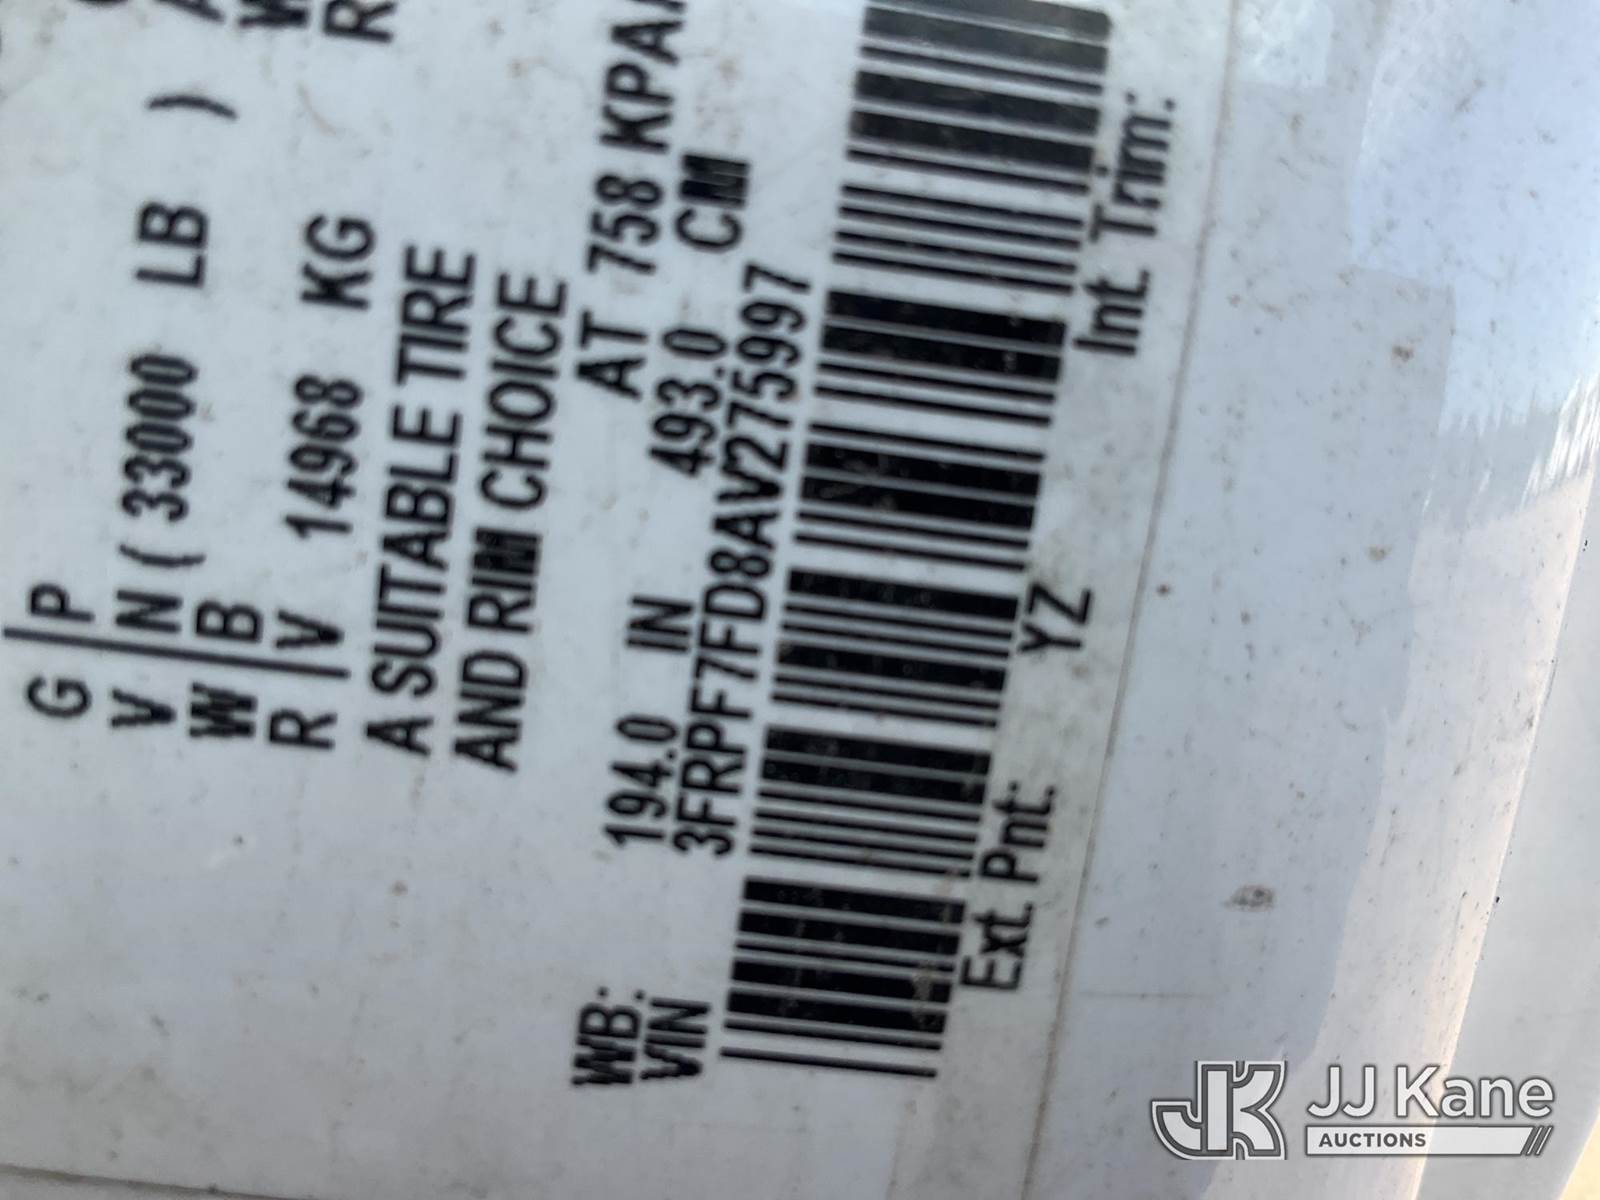 G | P
V | N ( 33000 LB )
W | B W
R | V 14968 KG R
A SUITABLE TIRE
AND RIM CHOICE
AT 758 KPA
WB: 194.0 IN 493.0 CM
VIN 3FRPF7FD8AV275997
Ext. Pnt: YZ Int. Trim:
JK JJ Kane
AUCTIONS